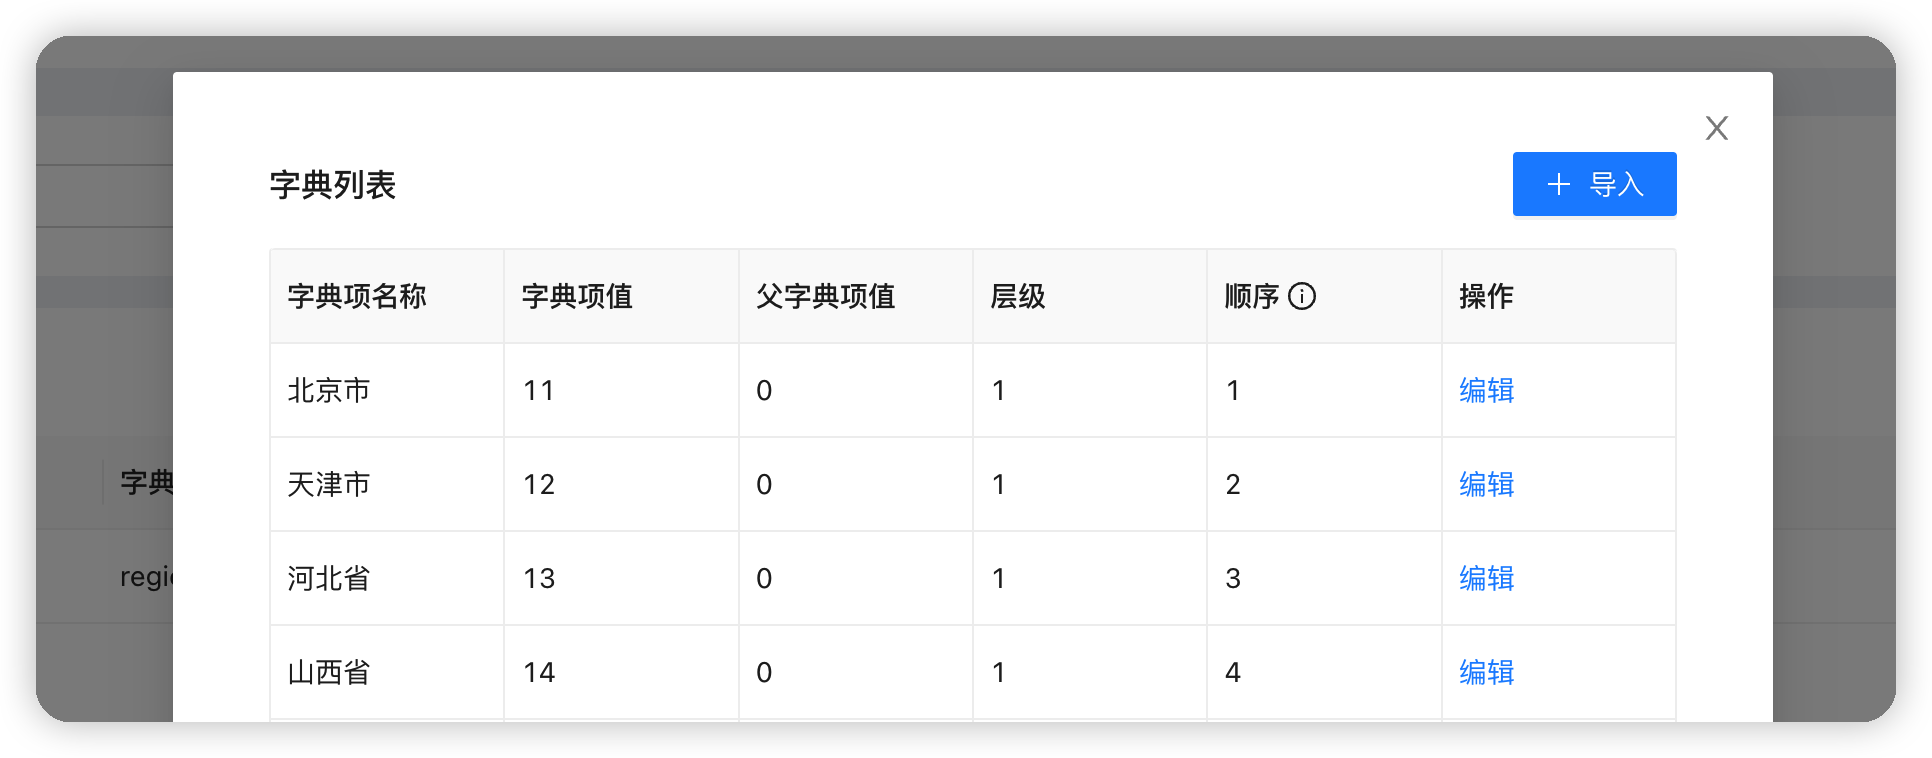 字典列表
导入
字典项名称 字典项值 父字典项值 层级 顺序 操作
北京市 11 0 1 1 编辑
天津市 12 0 1 2 编辑
字典
河北省 13 0 1 3 编辑
regi
山西省 14 0 1 4 编辑